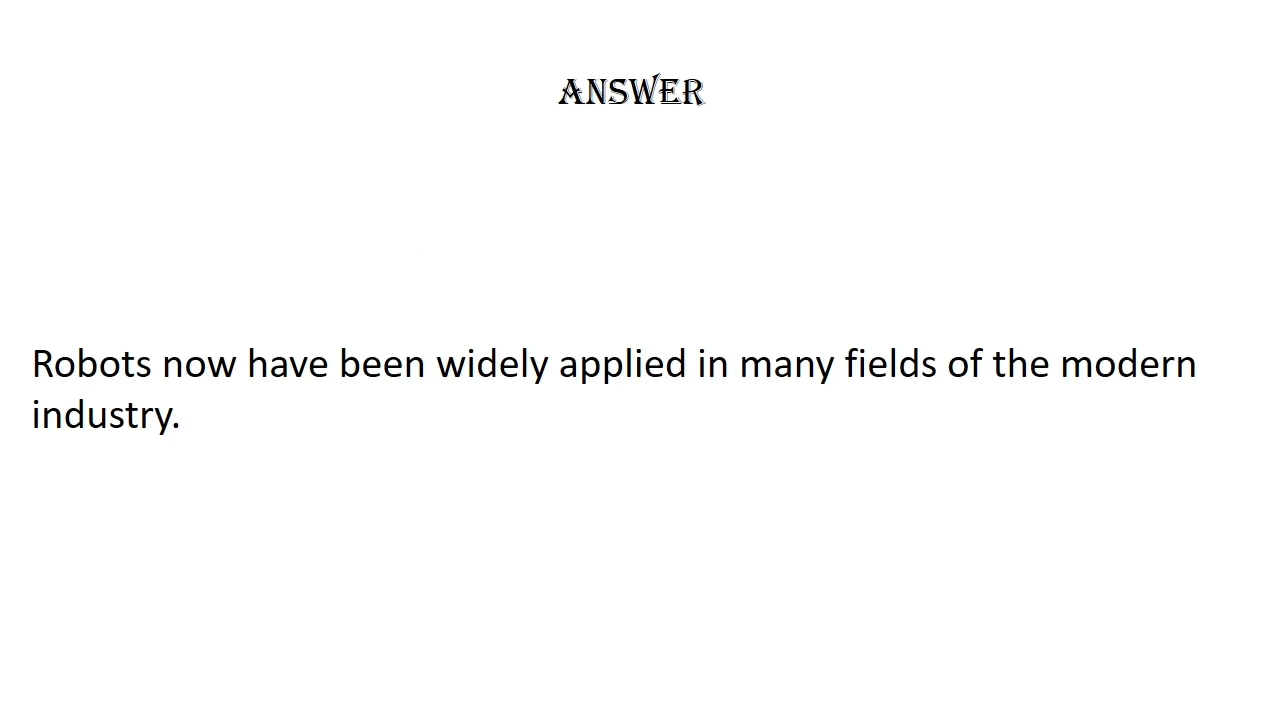 ANSWER
Robots now have been widely applied in many fields of the modern
industry.